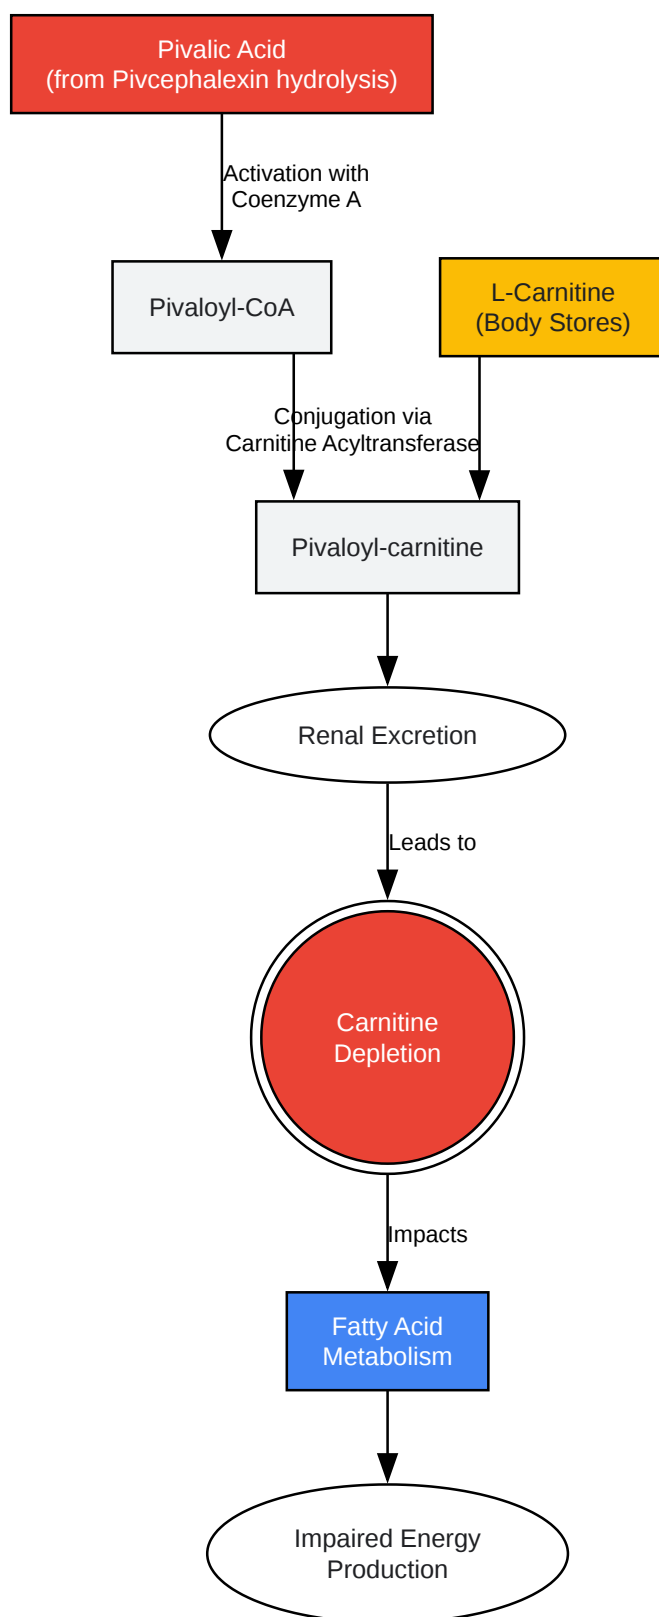 Pivalic Acid
(from Pivcephalexin hydrolysis)
Activation with
Coenzyme A
Pivaloyl-CoA
L-Carnitine
(Body Stores)
Conjugation via
Carnitine Acyltransferase
Pivaloyl-carnitine
Renal Excretion
Leads to
Carnitine
Depletion
Impacts
Fatty Acid
Metabolism
Impaired Energy
Production